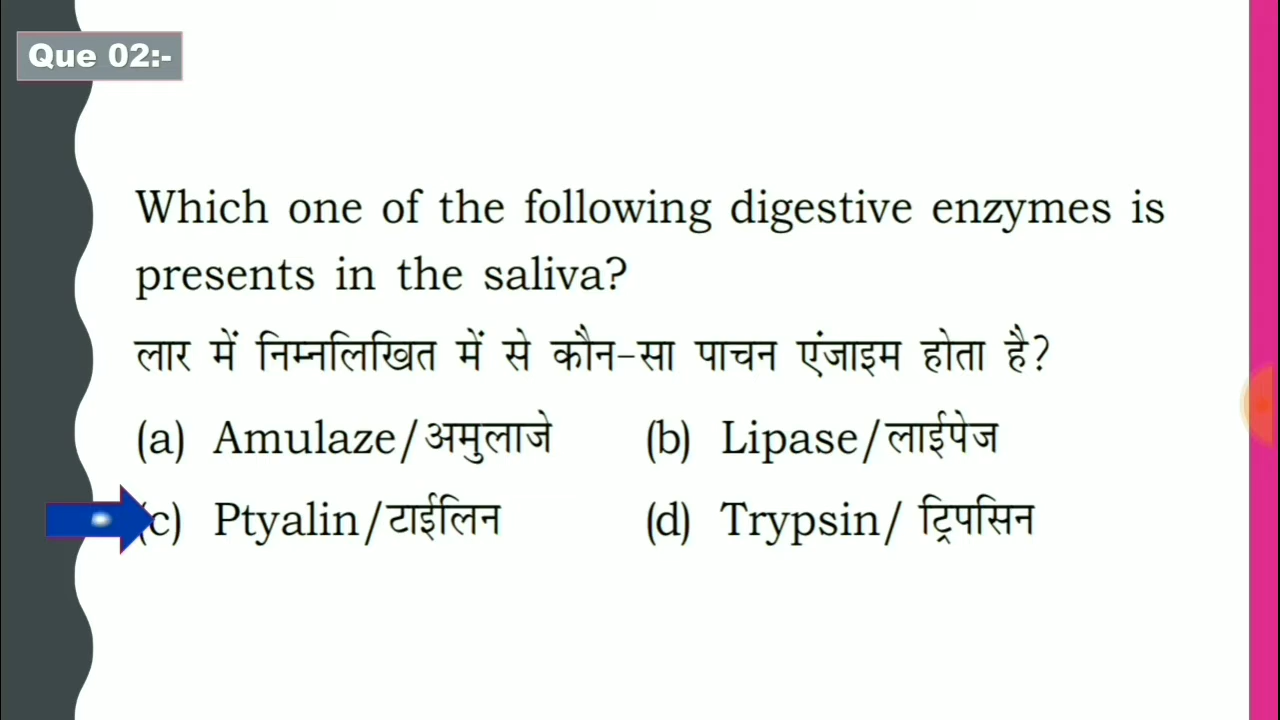 Que 02:-
Which one of the following digestive enzymes is
presents in the saliva?
लार में निम्नलिखित में से कौन-सा पाचन एंजाइम होता है?
(a) Amulaze/अमुलाजे (b) Lipase/लाईपेज
(c) Ptyalin/टाईलिन (d) Trypsin/ ट्रिपसिन